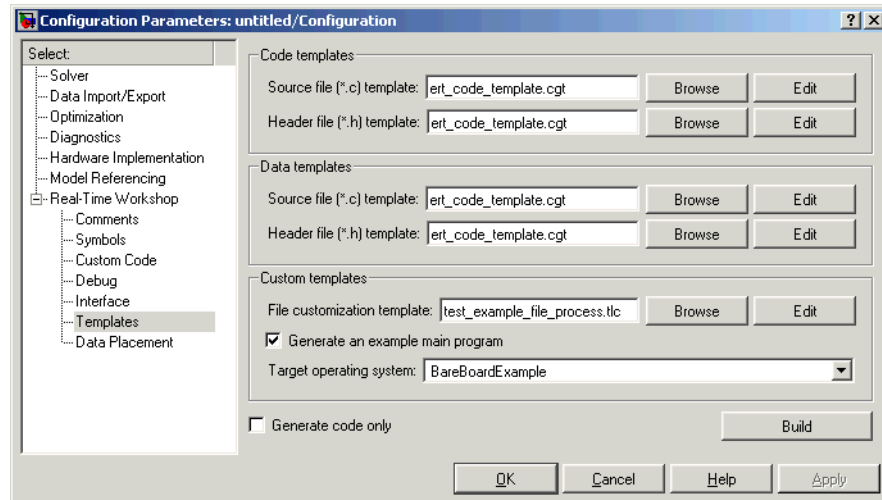 Configuration Parameters: untitled/Configuration
Select:
Solver
Data Import/Export
Optimization
Diagnostics
Hardware Implementation
Model Referencing
Real-Time Workshop
Comments
Symbols
Custom Code
Debug
Interface
Templates
Data Placement
Code templates
Source file (*.c) template: ert_code_template.cgt Browse Edit
Header file (*.h) template: ert_code_template.cgt Browse Edit
Data templates
Source file (*.c) template: ert_code_template.cgt Browse Edit
Header file (*.h) template: ert_code_template.cgt Browse Edit
Custom templates
File customization template: test_example_file_process.tlc Browse Edit
Generate an example main program
Target operating system: BareBoardExample
Generate code only Build
OK Cancel Help Apply